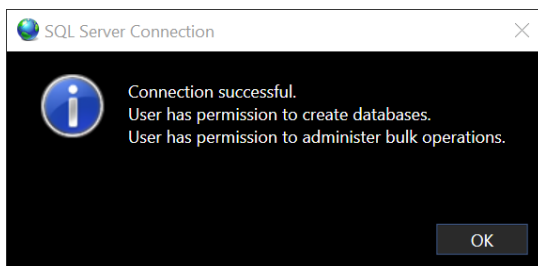 SQL Server Connection
Connection successful.
User has permission to create databases.
User has permission to administer bulk operations.
OK